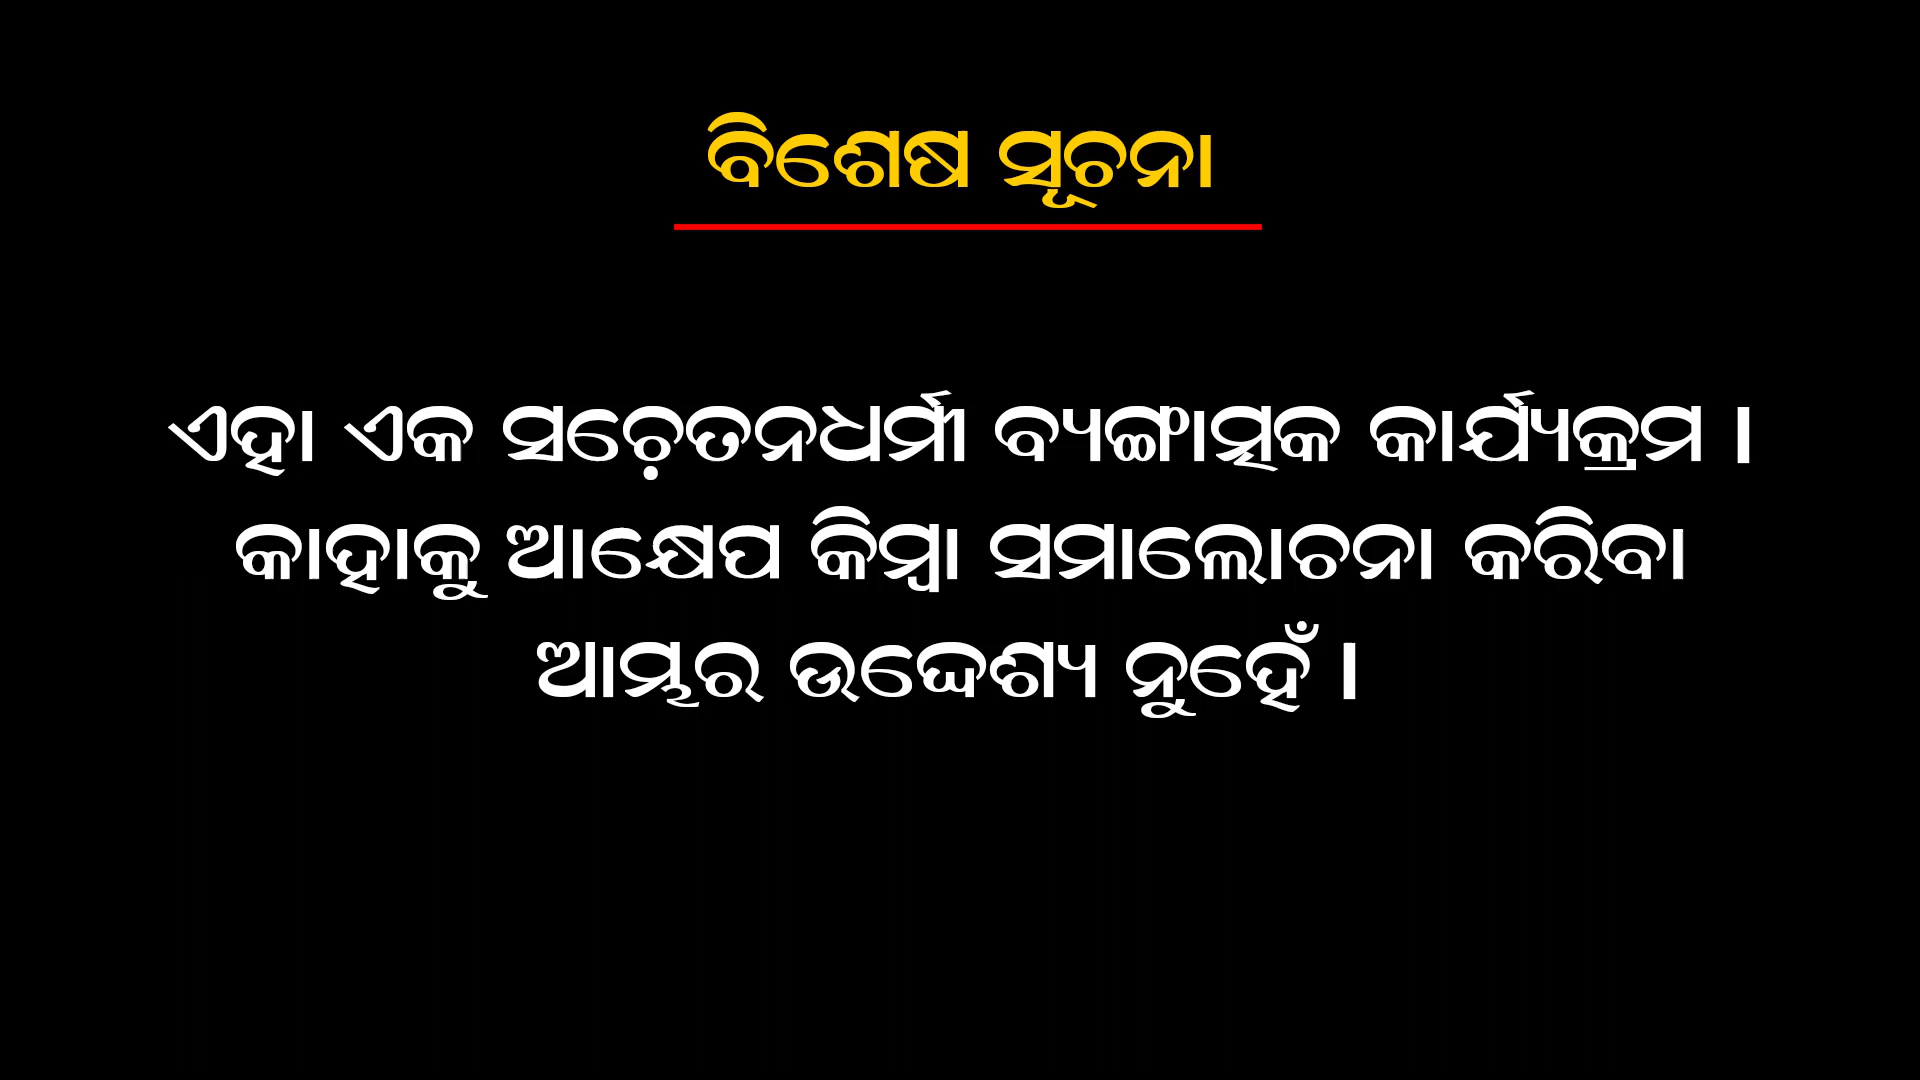 ବିଶେଷ ସୂଚନା
ଏହା ଏକ ସଚେ଼ତନଧର୍ମୀ ବ୍ୟଙ୍ଗାତ୍ମକ କାର୍ଯ୍ୟକ୍ରମ ।
କାହାକୁ ଆକ୍ଷେପ କିମ୍ବା ସମାଲୋଚନା କରିବା
ଆମ୍ଭର ଉଦ୍ଦେଶ୍ୟ ନୁହେଁ ।